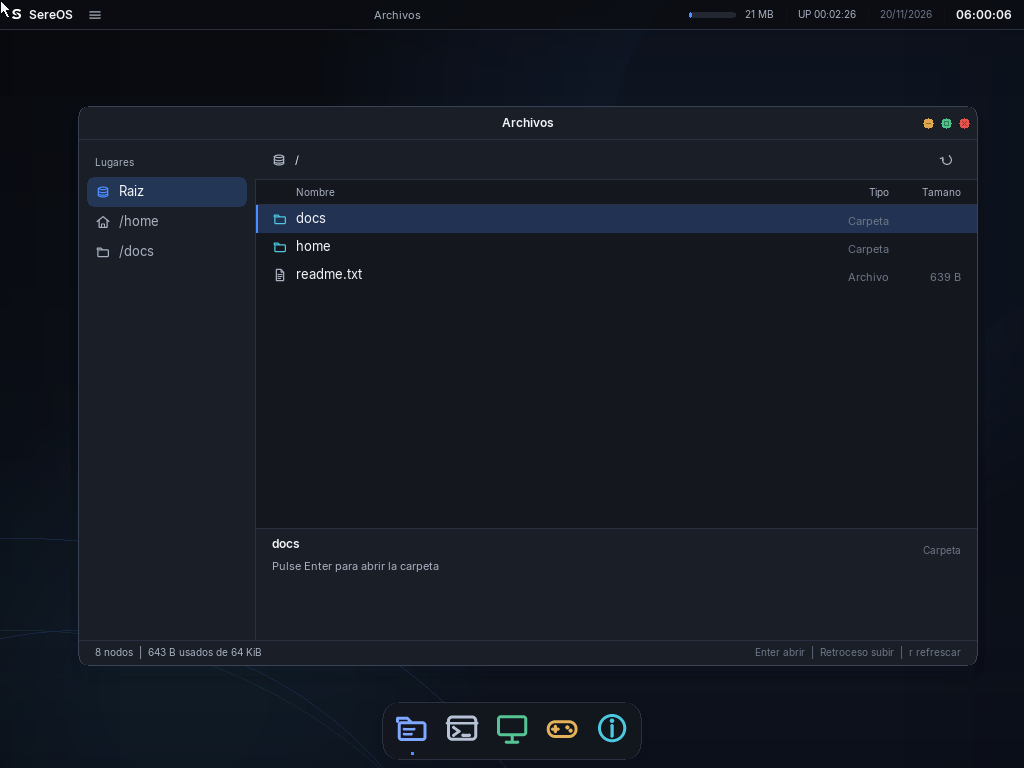 S SereOS Archivos 21 MB UP 00:02:26 20/11/2026 06:00:06
Archivos
Lugares
/
Nombre Tipo Tamano
Raiz
/home
/docs
docs Carpeta
home Carpeta
readme.txt Archivo 639 B
docs Carpeta
Pulse Enter para abrir la carpeta
8 nodos | 643 B usados de 64 KiB Enter abrir | Retroceso subir | r refrescar